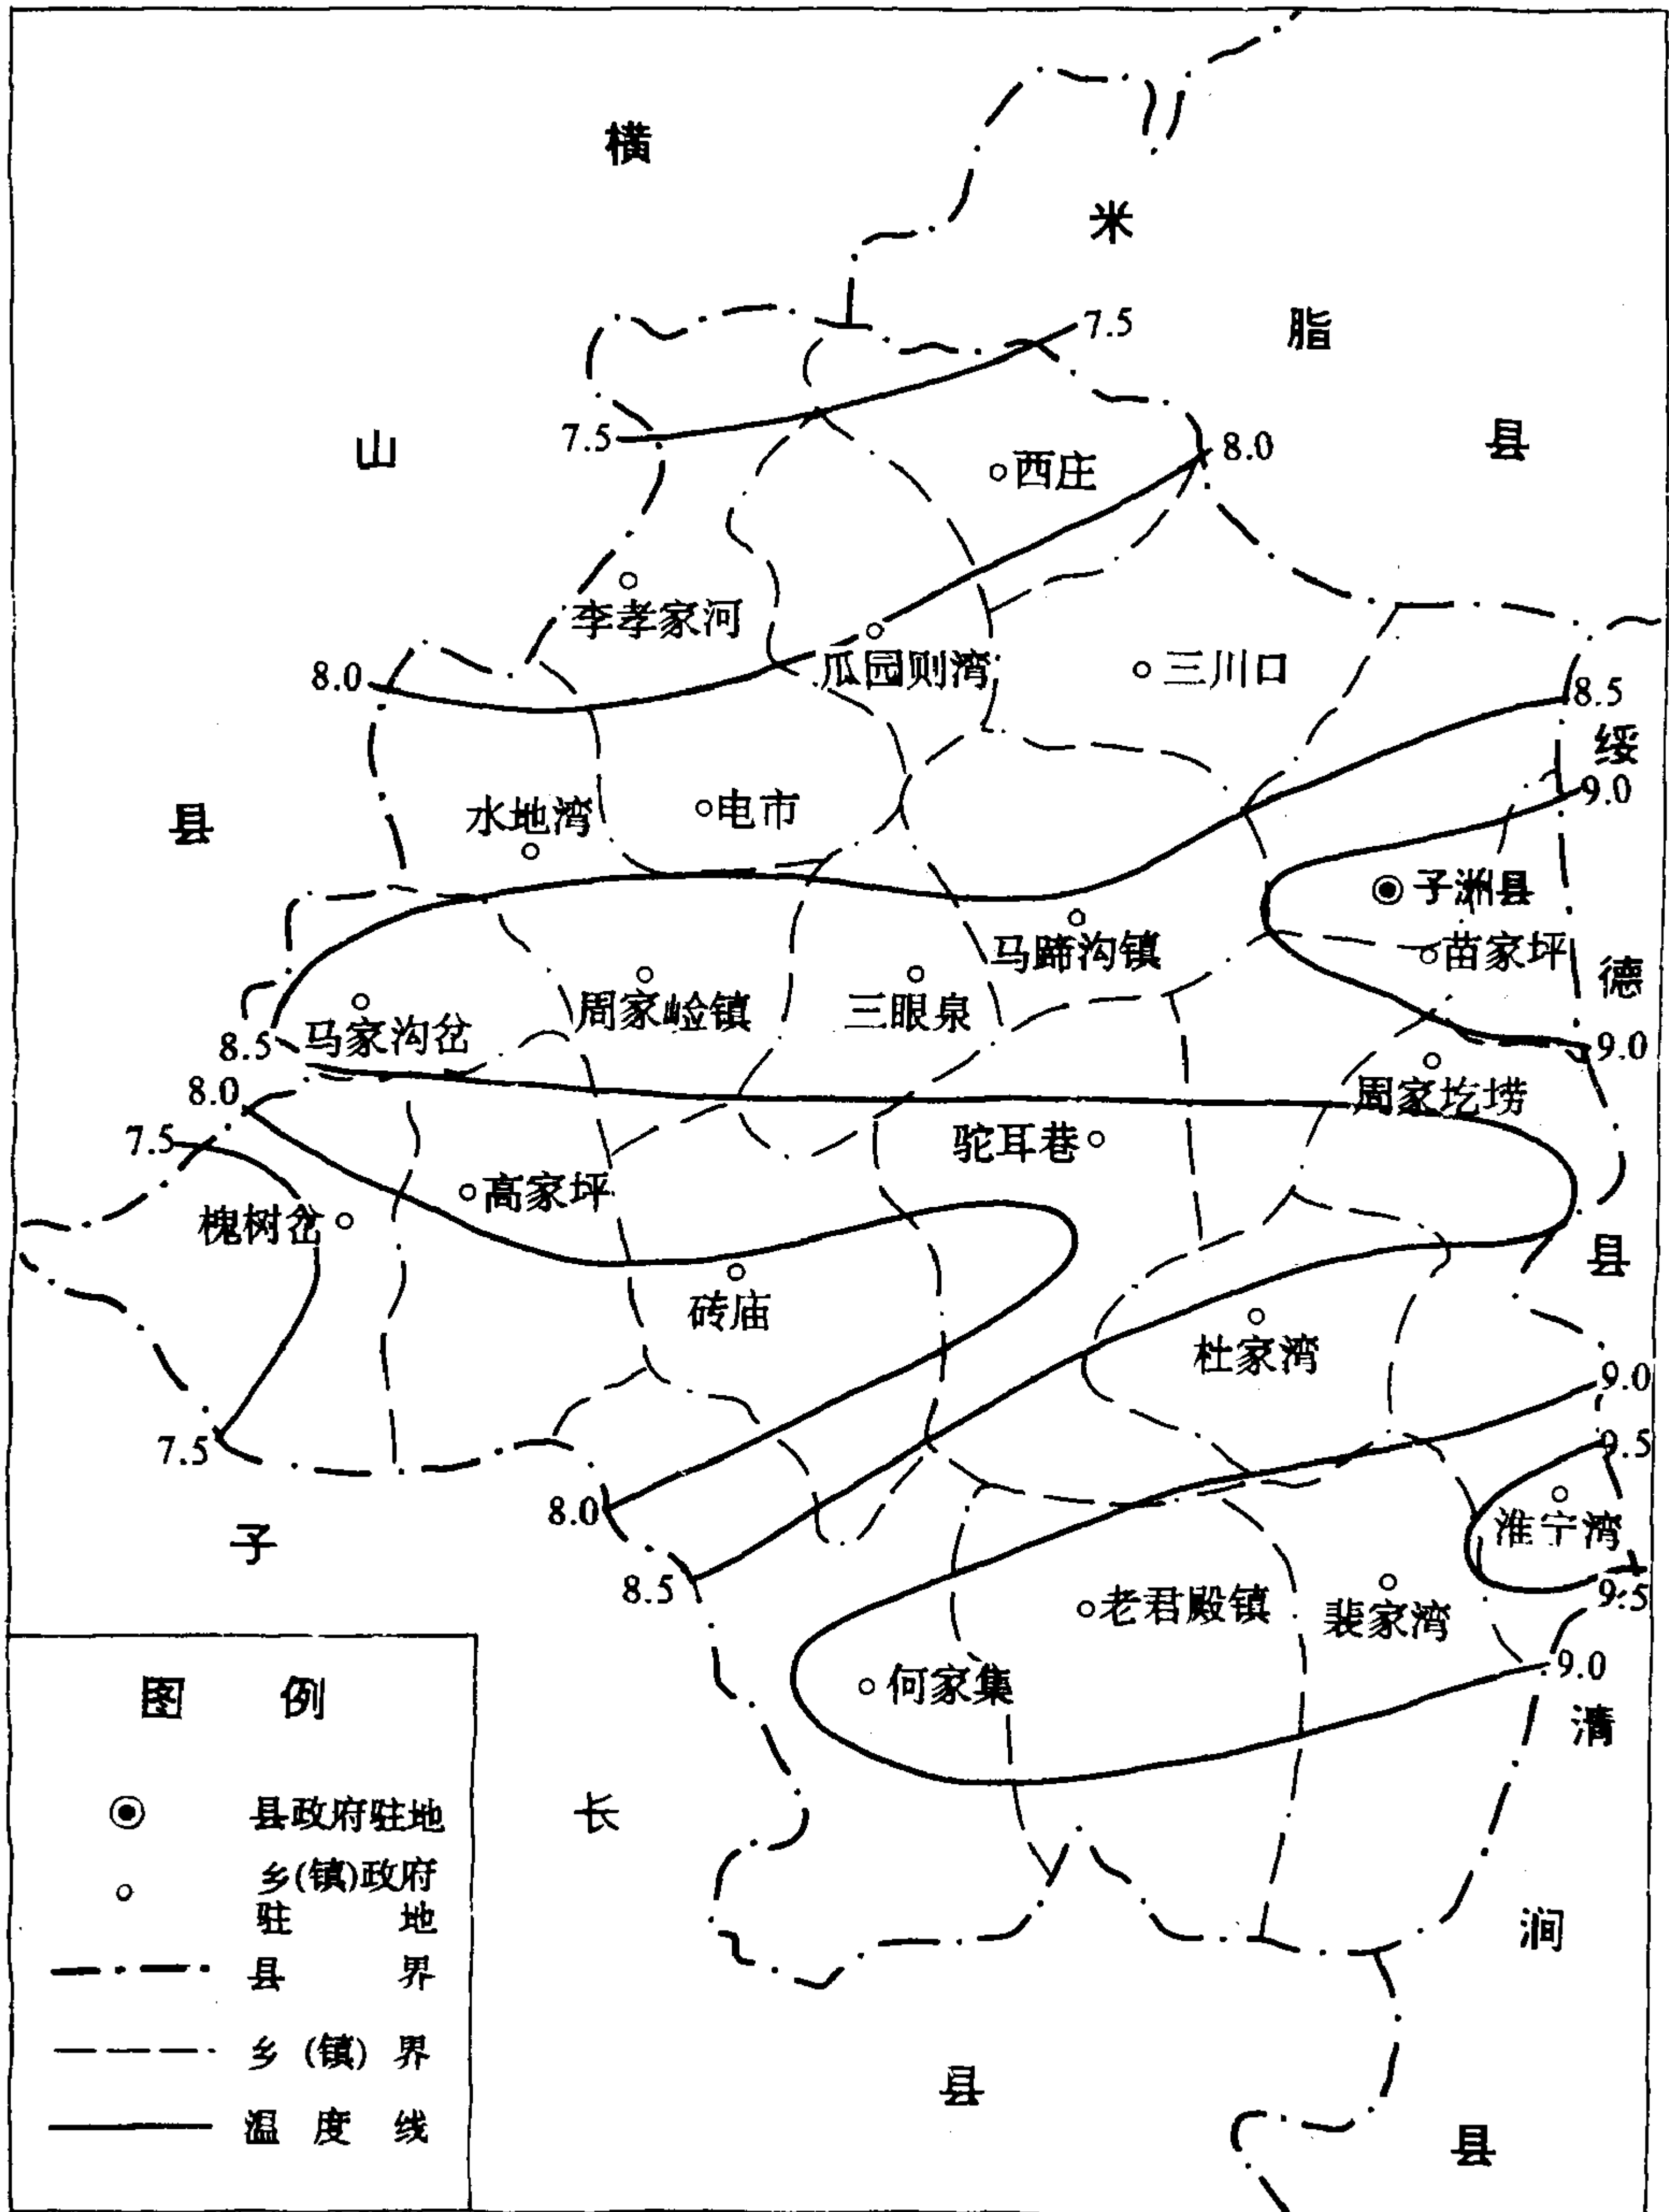 横
米
脂
县
山
县
7.5
7.5
西庄
8.0
李孝家河
8.0
瓜园则湾
三川口
8.5
绥
9.0
水地湾
电市
子洲县
苗家坪
马蹄沟镇
德
周家崄镇
三眼泉
马家沟岔
8.5
9.0
8.0
周家圪塄
7.5
驼耳巷
高家坪
槐树岔
县
砖庙
杜家湾
9.0
7.5
9.5
8.0
淮宁湾
子
8.5
9.5
老君殿镇
裴家湾
9.0
何家集
清
长
涧
县
县
图 例
县政府驻地
乡(镇)政府
驻 地
县 界
乡(镇)界
温 度 线